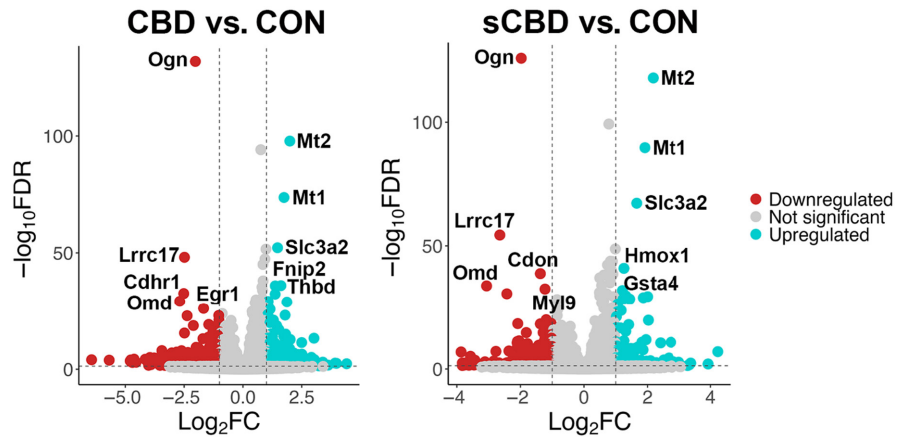 CBD vs. CON
Ogn
Mt2
Mt1
Slc3a2
Lrrc17
Fnip2
Cdhr1
Thbd
Omd
Egr1
100
50
0
−log10FDR
−5.0 −2.5 0.0 2.5
Log2FC
sCBD vs. CON
Ogn
Mt2
Mt1
Slc3a2
Lrrc17
Cdon
Hmox1
Omd
Gsta4
Myl9
100
50
0
−log10FDR
−4 −2 0 2 4
Log2FC
Downregulated
Not significant
Upregulated